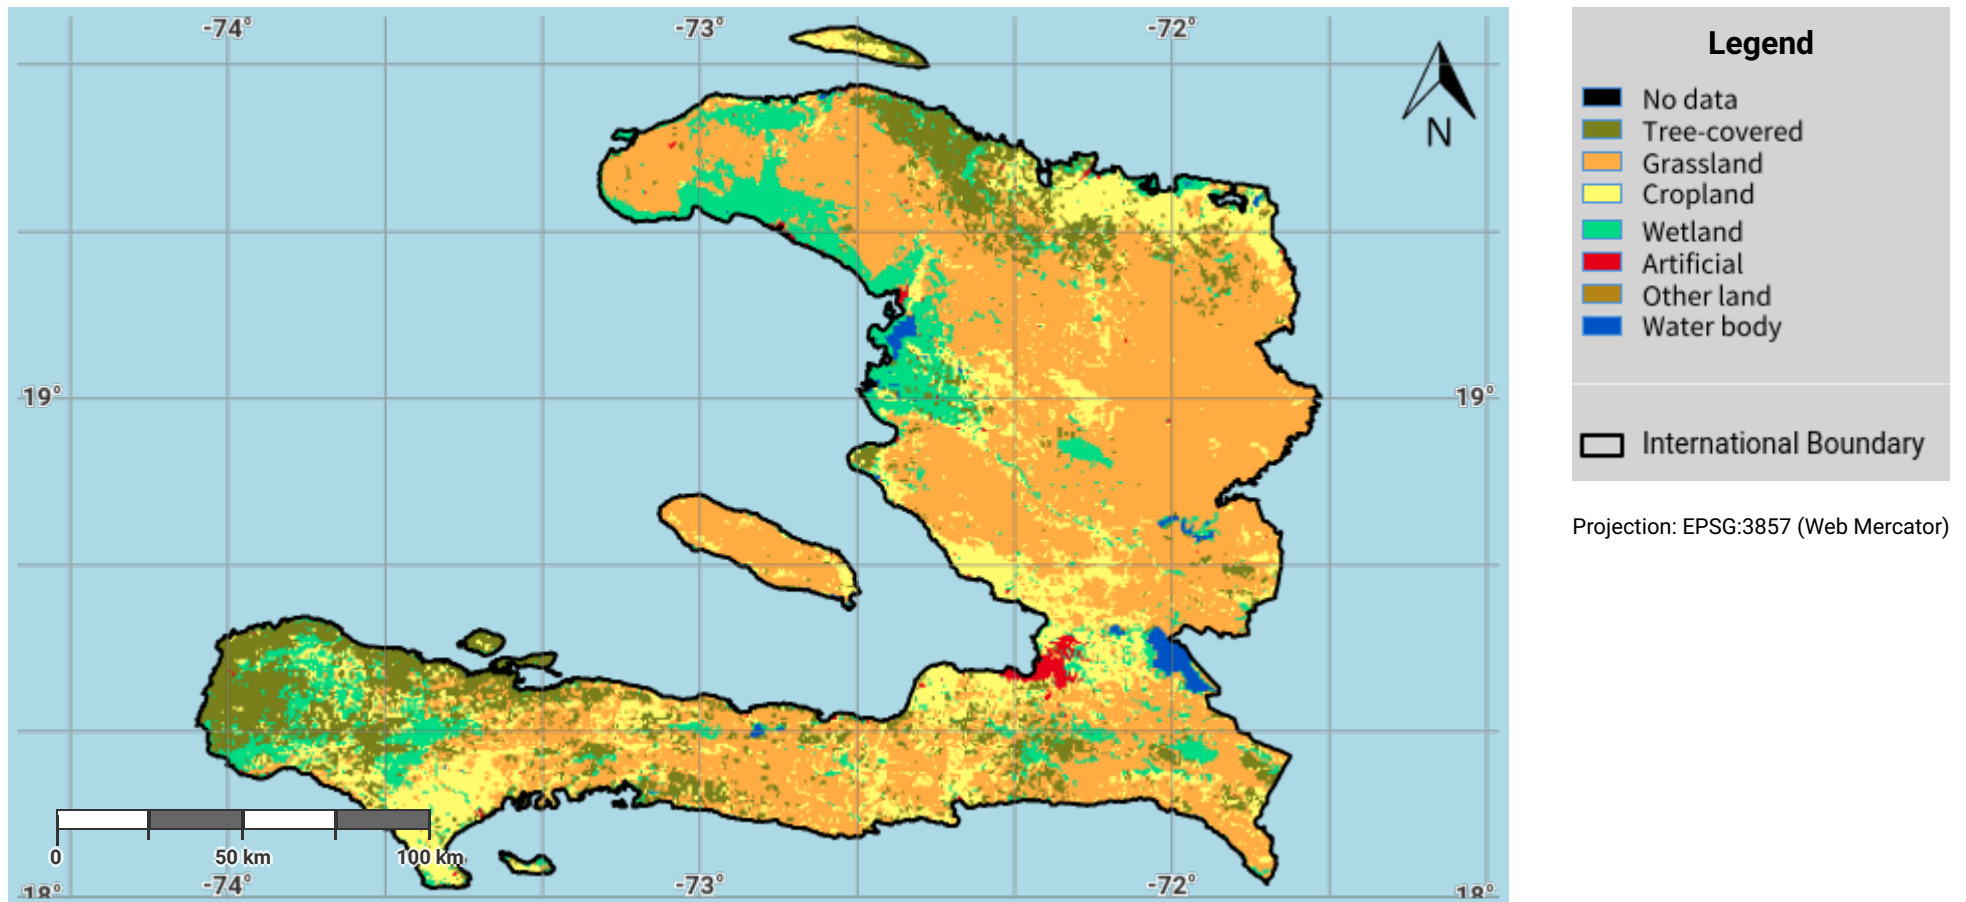 -74° -73° -72°
N
19° 19°
0 50 km 100 km
-74° -73° -72°
18° 18°
Legend
No data
Tree-covered
Grassland
Cropland
Wetland
Artificial
Other land
Water body
International Boundary
Projection: EPSG:3857 (Web Mercator)